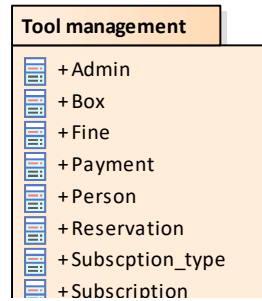 Tool management
+Admin
+Box
+Fine
+Payment
+Person
+Reservation
+Subscption_type
+Subscription